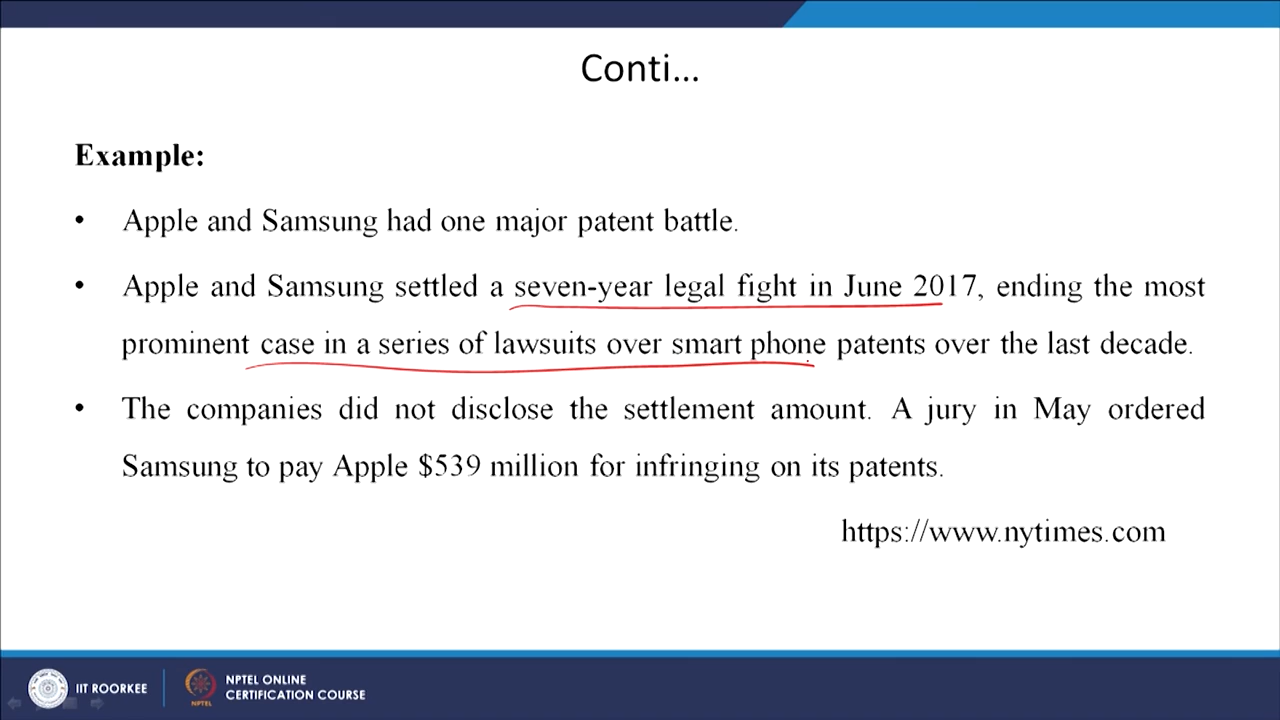 Conti...
Example:
• Apple and Samsung had one major patent battle.
• Apple and Samsung settled a seven-year legal fight in June 2017, ending the most
prominent case in a series of lawsuits over smart phone patents over the last decade.
• The companies did not disclose the settlement amount. A jury in May ordered
Samsung to pay Apple $539 million for infringing on its patents.
https://www.nytimes.com
IIT ROORKEE
NPTEL ONLINE
CERTIFICATION COURSE
NPTEL